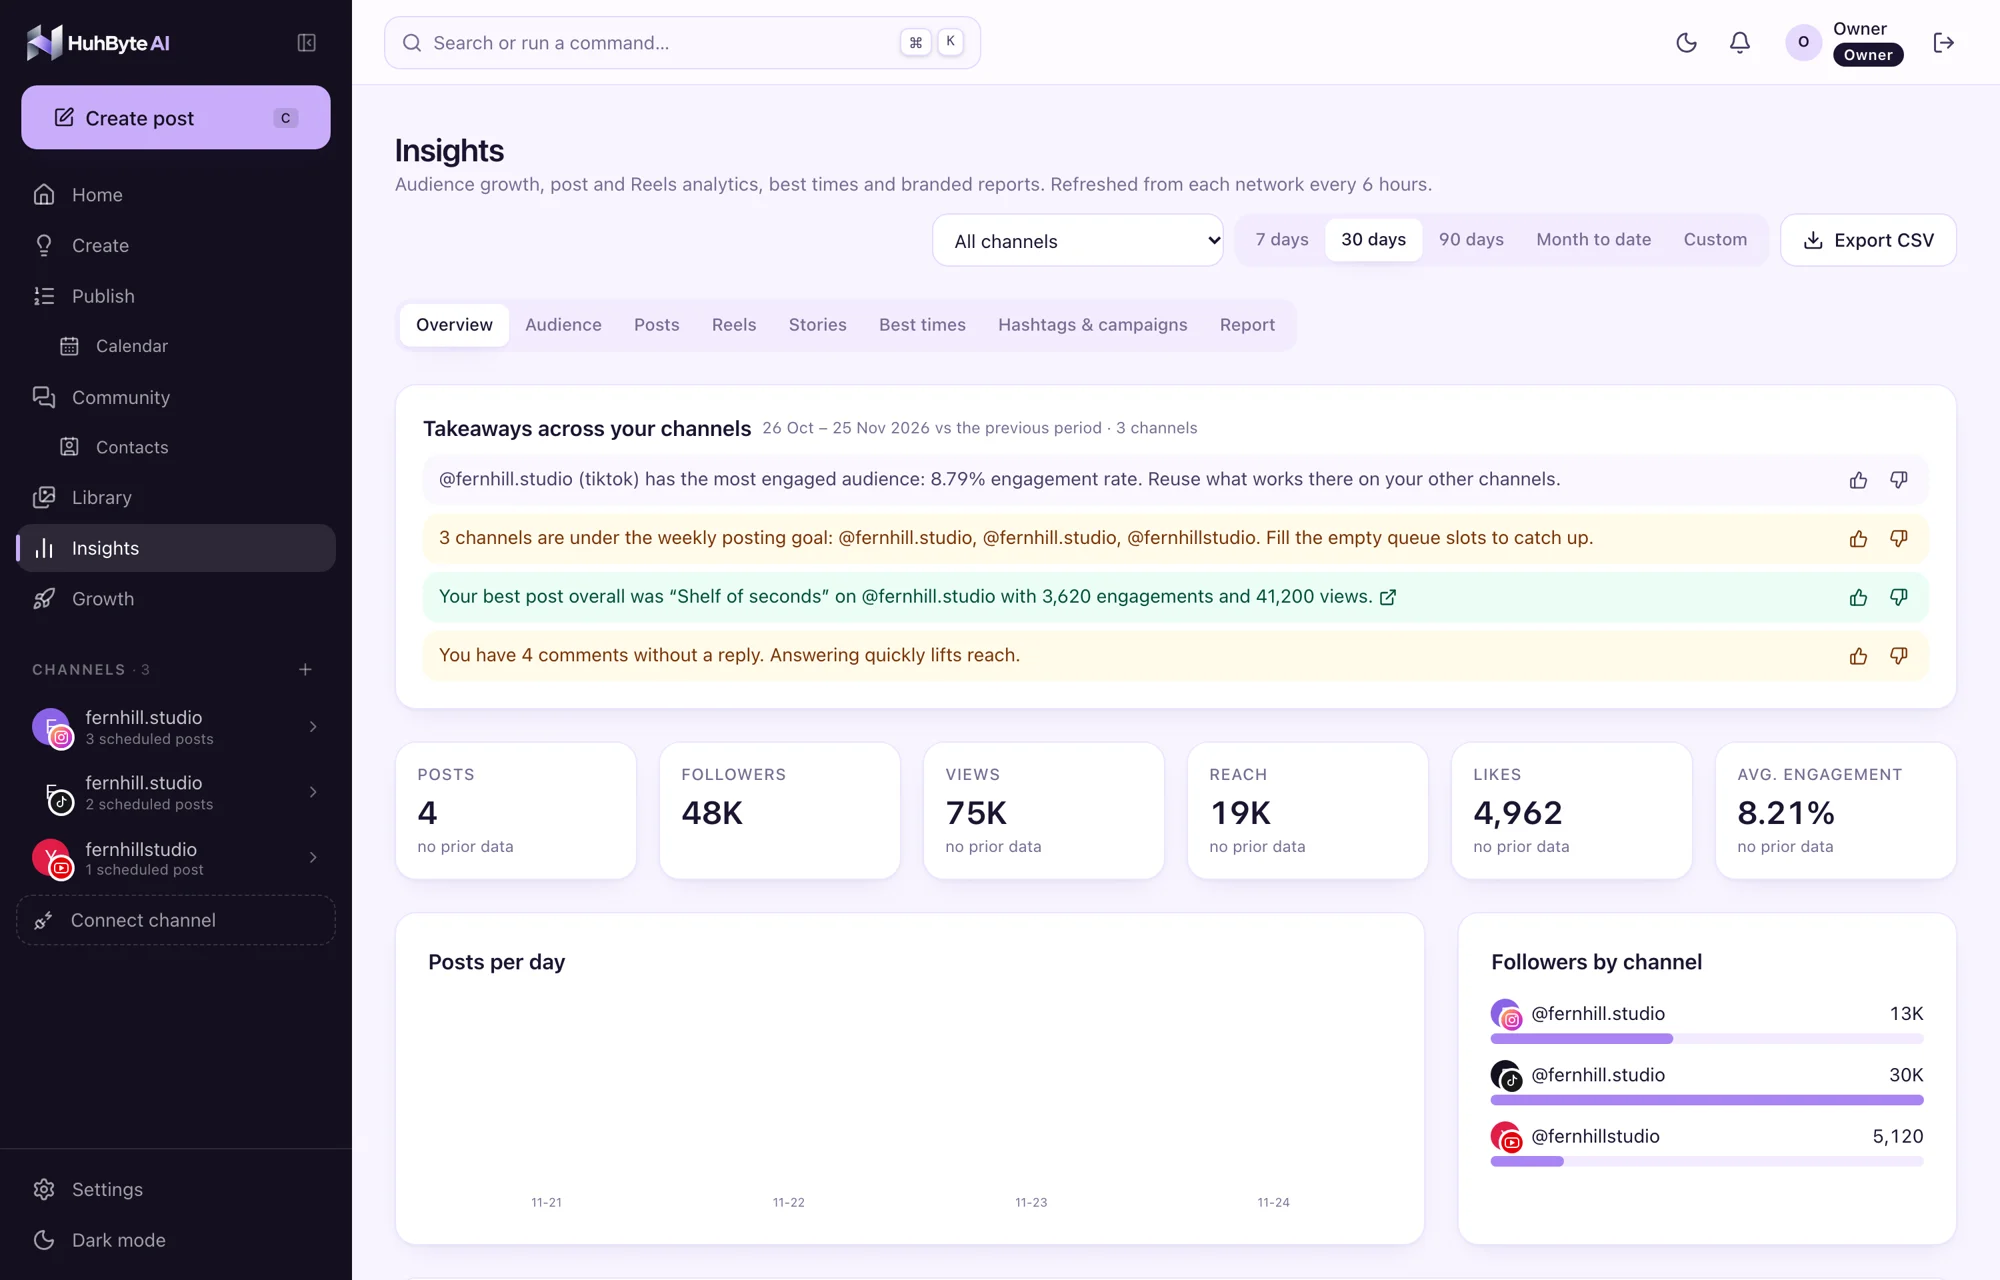 HuhByte AI
Create post
C
Home
Create
Publish
Calendar
Community
Contacts
Library
Insights
Growth
CHANNELS · 3
fernhill.studio
3 scheduled posts
fernhill.studio
2 scheduled posts
fernhillstudio
1 scheduled post
Connect channel
Settings
Dark mode
Search or run a command...
⌘ K
O
Owner
Owner
Insights
Audience growth, post and Reels analytics, best times and branded reports. Refreshed from each network every 6 hours.
All channels
7 days 30 days 90 days Month to date Custom
Export CSV
Overview Audience Posts Reels Stories Best times Hashtags & campaigns Report
Takeaways across your channels 26 Oct – 25 Nov 2026 vs the previous period · 3 channels
@fernhill.studio (tiktok) has the most engaged audience: 8.79% engagement rate. Reuse what works there on your other channels.
3 channels are under the weekly posting goal: @fernhill.studio, @fernhill.studio, @fernhillstudio. Fill the empty queue slots to catch up.
Your best post overall was “Shelf of seconds” on @fernhill.studio with 3,620 engagements and 41,200 views.
You have 4 comments without a reply. Answering quickly lifts reach.
POSTS
4
no prior data
FOLLOWERS
48K
VIEWS
75K
no prior data
REACH
19K
no prior data
LIKES
4,962
no prior data
AVG. ENGAGEMENT
8.21%
no prior data
Posts per day
11-21 11-22 11-23 11-24
Followers by channel
@fernhill.studio 13K
@fernhill.studio 30K
@fernhillstudio 5,120